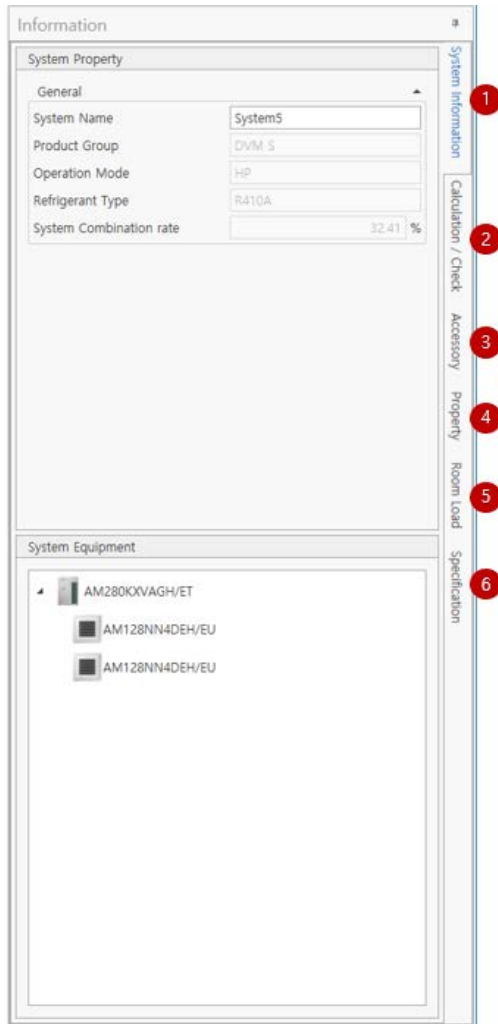 Information
System Property
General
System Name System5
Product Group DVM S
Operation Mode HP
Refrigerant Type R410A
System Combination rate 32.41 %
System Equipment
AM280KXVAGH/ET
AM128NN4DEH/EU
AM128NN4DEH/EU
System Information 1
Calculation / Check 2
Accessory 3
Property 4
Room Load 5
Specification 6